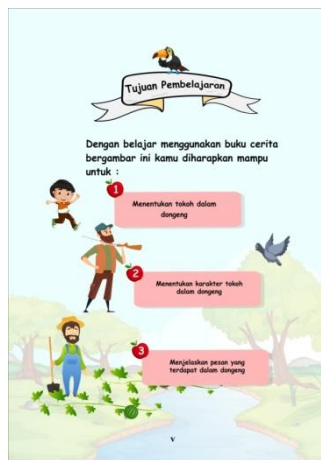 Tujuan Pembelajaran
Dengan belajar menggunakan buku cerita
bergambar ini kamu diharapkan mampu
untuk :
1
Menentukan tokoh dalam
dongeng
2
Menentukan karakter tokoh
dalam dongeng
3
Menjelaskan pesan yang
terdapat dalam dongeng
v